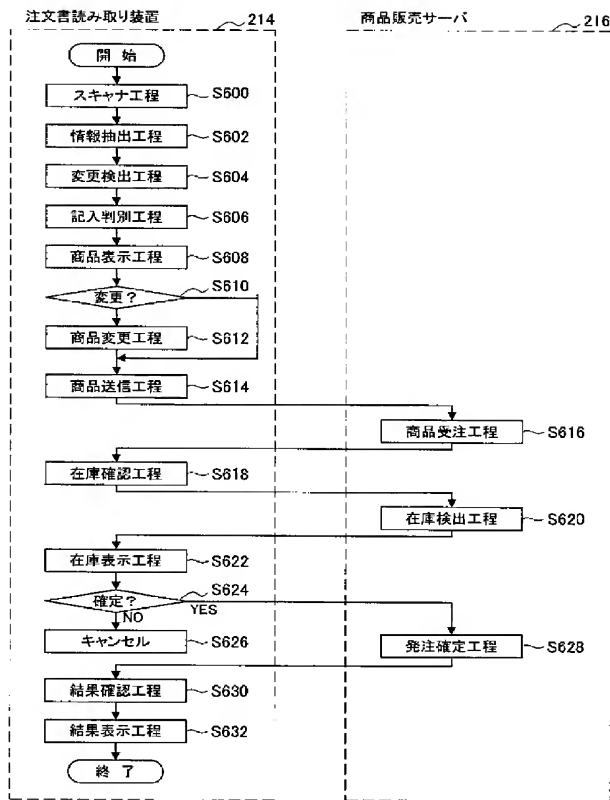 注文書読み取り装置 214 商品販売サーバ 216
開始
スキャナ工程 S600
情報抽出工程 S602
変更検出工程 S604
記入判別工程 S606
商品表示工程 S608
変更? S610
商品変更工程 S612
商品送信工程 S614
商品受注工程 S616
在庫確認工程 S618
在庫検出工程 S620
在庫表示工程 S622
確定? S624
NO YES
キャンセル S626
発注確定工程 S628
結果確認工程 S630
結果表示工程 S632
終了